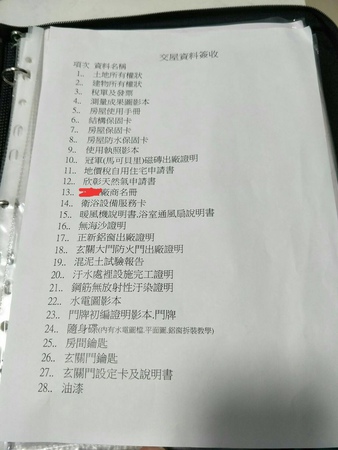 交屋資料簽收
項次 資料名稱
1.. 土地所有權狀
2.. 建物所有權狀
3.. 稅單及發票
4.. 測量成果圖影本
5.. 房屋使用手冊
6.. 結構保固卡
7.. 房屋保固卡
8.. 房屋防水保固卡
9.. 使用執照影本
10.. 冠軍(馬可貝里)磁磚出廠證明
11.. 地價稅自用住宅申請書
12.. 欣彰天然氣申請書
13.. 廠商名冊
14.. 衛浴設備服務卡
15.. 暖風機說明書.浴室通風扇說明書
16.. 無海沙證明
17.. 正新鋁窗出廠證明
18.. 玄關大門防火門出廠證明
19.. 混泥土試驗報告
20.. 汙水處裡設施完工證明
21.. 鋼筋無放射性汙染證明
22.. 水電圖影本
23.. 門牌初編證明影本.門牌
24.. 隨身碟(內有水電圖檔.平面圖.鋁窗拆裝教學)
25.. 房間鑰匙
26.. 玄關門鑰匙
27.. 玄關門設定卡及說明書
28.. 油漆